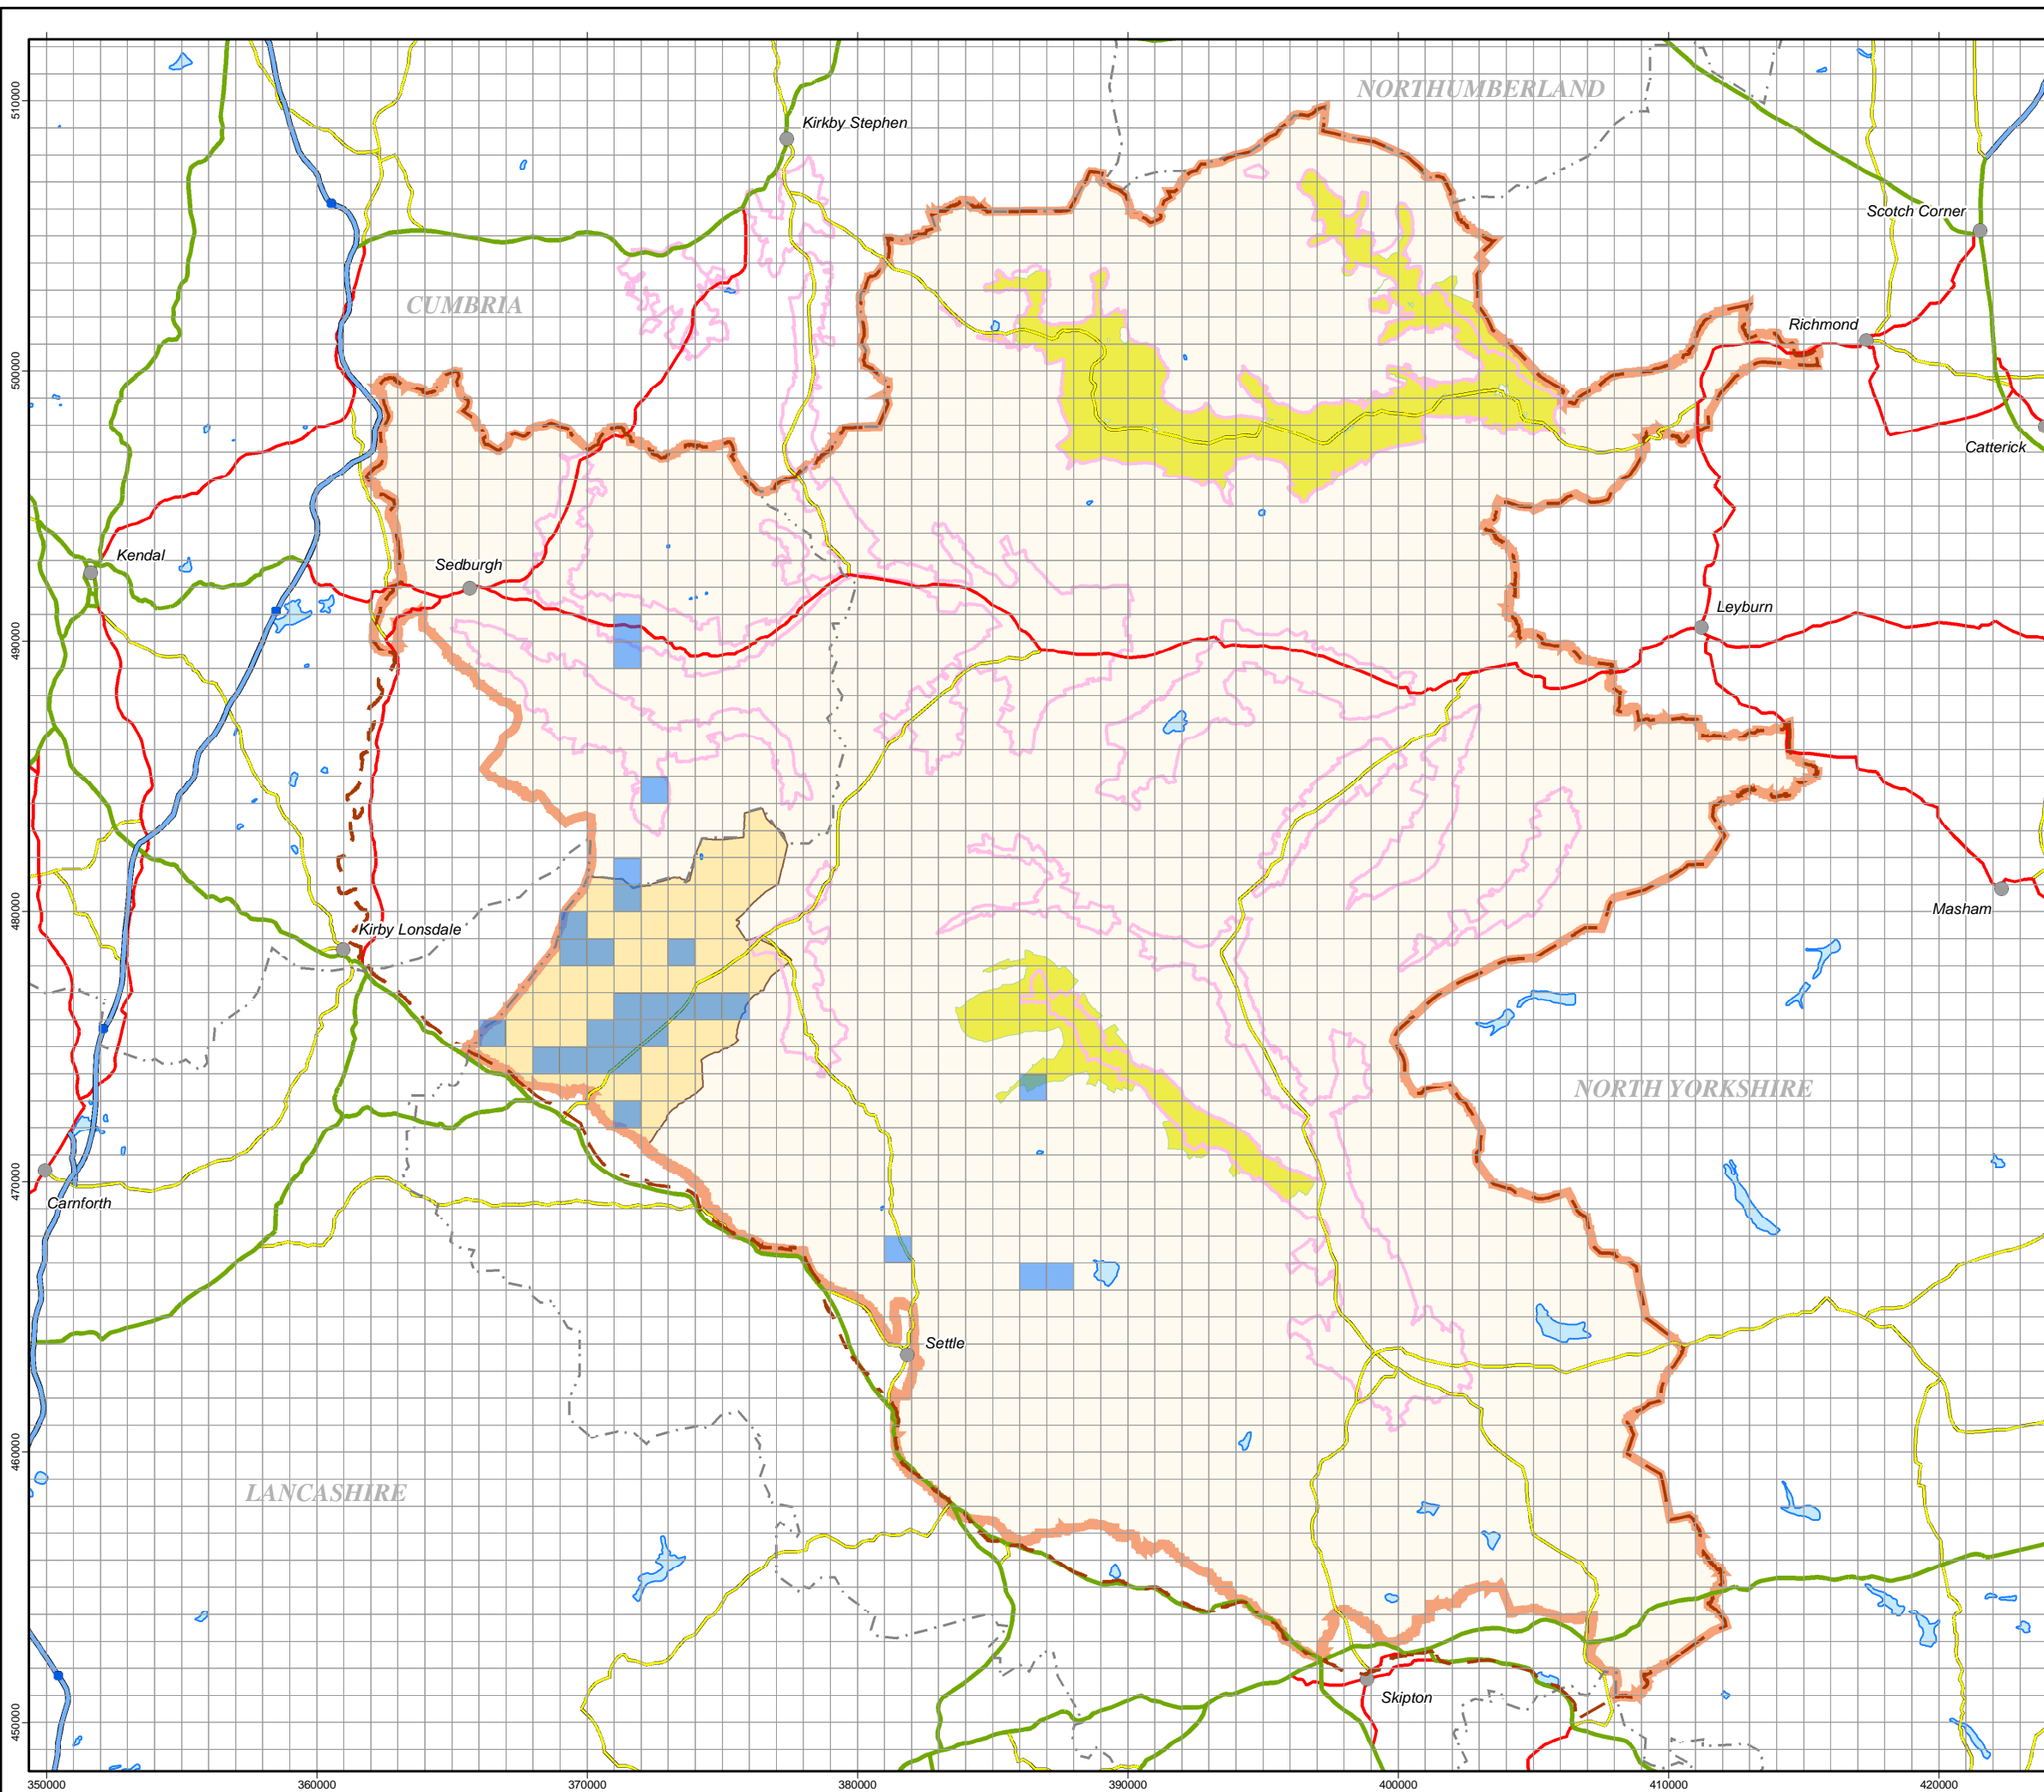 NORTHUMBERLAND
510000
Kirkby Stephen
Scotch Corner
CUMBRIA
Richmond
500000
Catterick
Kendal
Sedburgh
Leyburn
490000
Masham
480000
Kirby Lonsdale
NORTH YORKSHIRE
470000
Carnforth
Settle
460000
LANCASHIRE
Skipton
450000
350000 360000 370000 380000 390000 400000 410000 420000